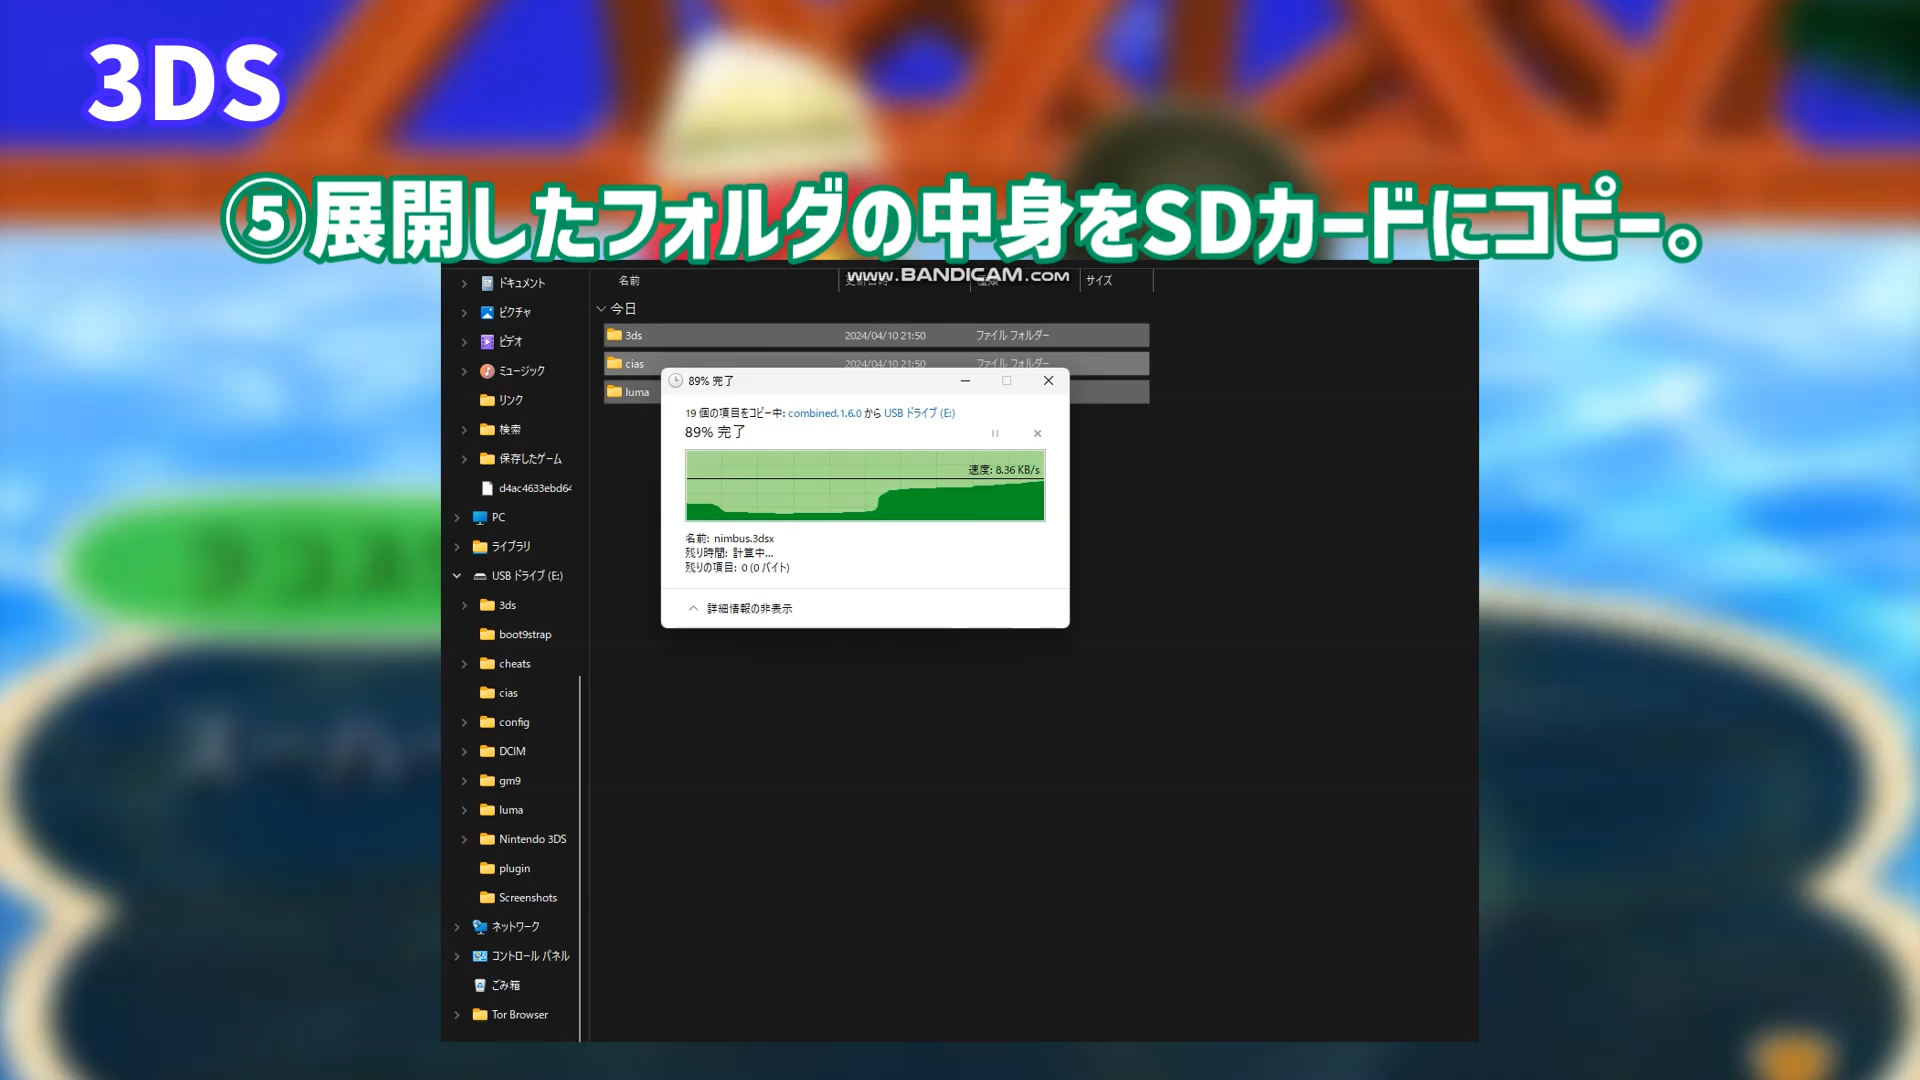 3DS
⑤展開したフォルダの中身をSDカードにコピー。
www.BANDICAM.com
名前
サイズ
今日
3ds 2024/04/10 21:50 ファイル フォルダー
cias 2024/04/10 21:50 ファイル フォルダー
luma
89% 完了
19 個の項目をコピー中: combined.1.6.0 から USB ドライブ (E:)
89% 完了
速度: 8.36 KB/s
名前: nimbus.3dsx
残り時間: 計算中...
残りの項目: 0 (0 バイト)
詳細情報の非表示
ドキュメント
ピクチャ
ビデオ
ミュージック
リンク
検索
保存したゲーム
d4ac4633ebd64
PC
ライブラリ
USB ドライブ (E:)
3ds
boot9strap
cheats
cias
config
DCIM
gm9
luma
Nintendo 3DS
plugin
Screenshots
ネットワーク
コントロール パネル
ごみ箱
Tor Browser